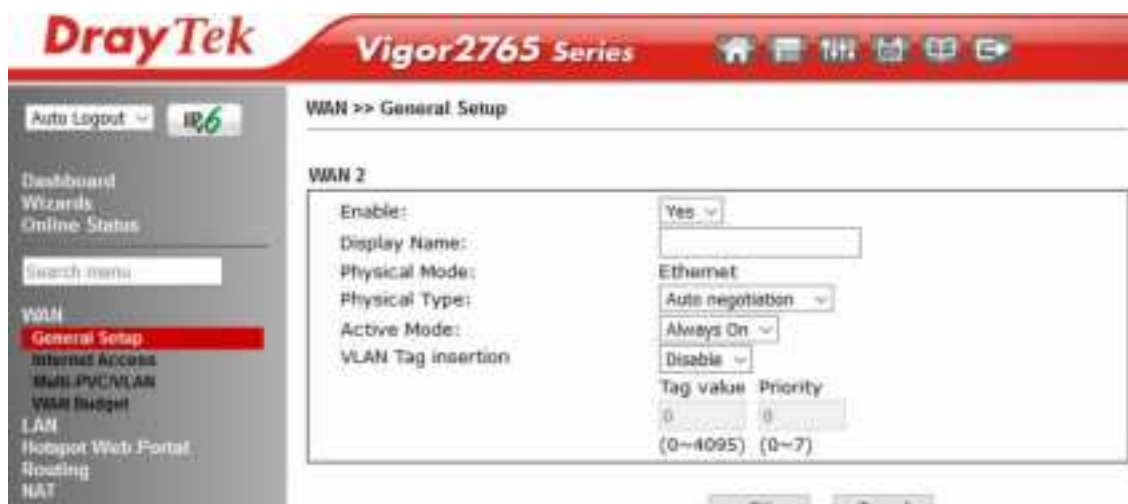 DrayTek
Vigor2765 Series
Auto Logout
IPv6
WAN >> General Setup
Dashboard
Wizards
Online Status
Search menu
WAN
General Setup
Internet Access
Multi-PVC/VLAN
WAN Budget
LAN
Hotspot Web Portal
Routing
NAT
WAN 2
Enable: Yes
Display Name:
Physical Mode: Ethernet
Physical Type: Auto negotiation
Active Mode: Always On
VLAN Tag insertion Disable
Tag value Priority
0 0
(0~4095) (0~7)